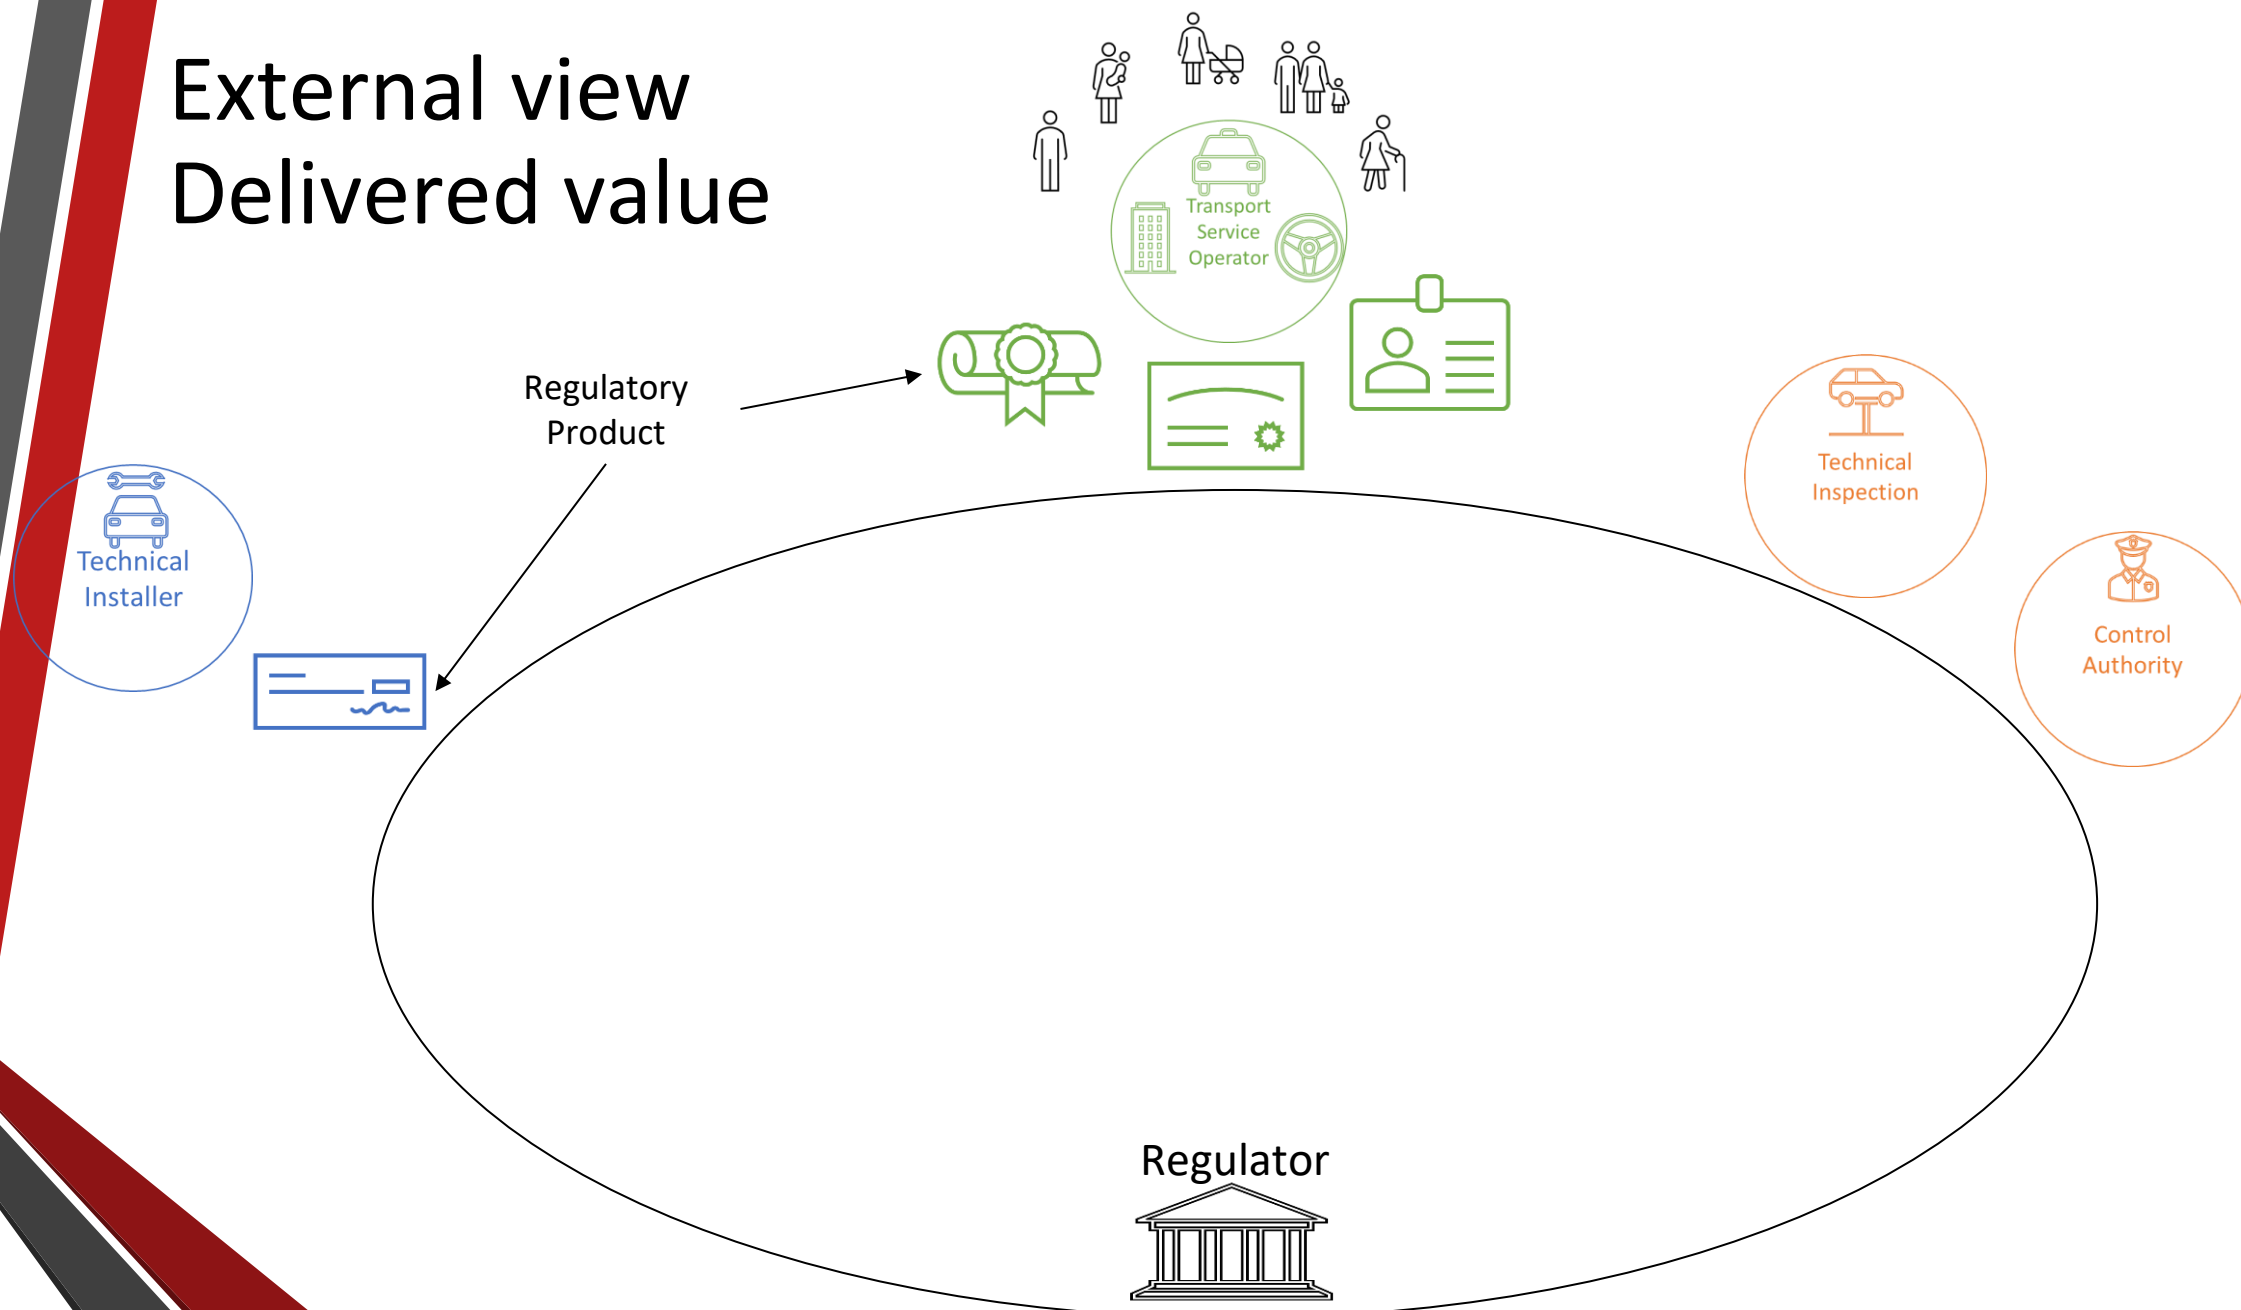 External view
Delivered value
Transport
Service
Operator
Regulatory
Product
Technical
Inspection
Technical
Installer
Control
Authority
Regulator